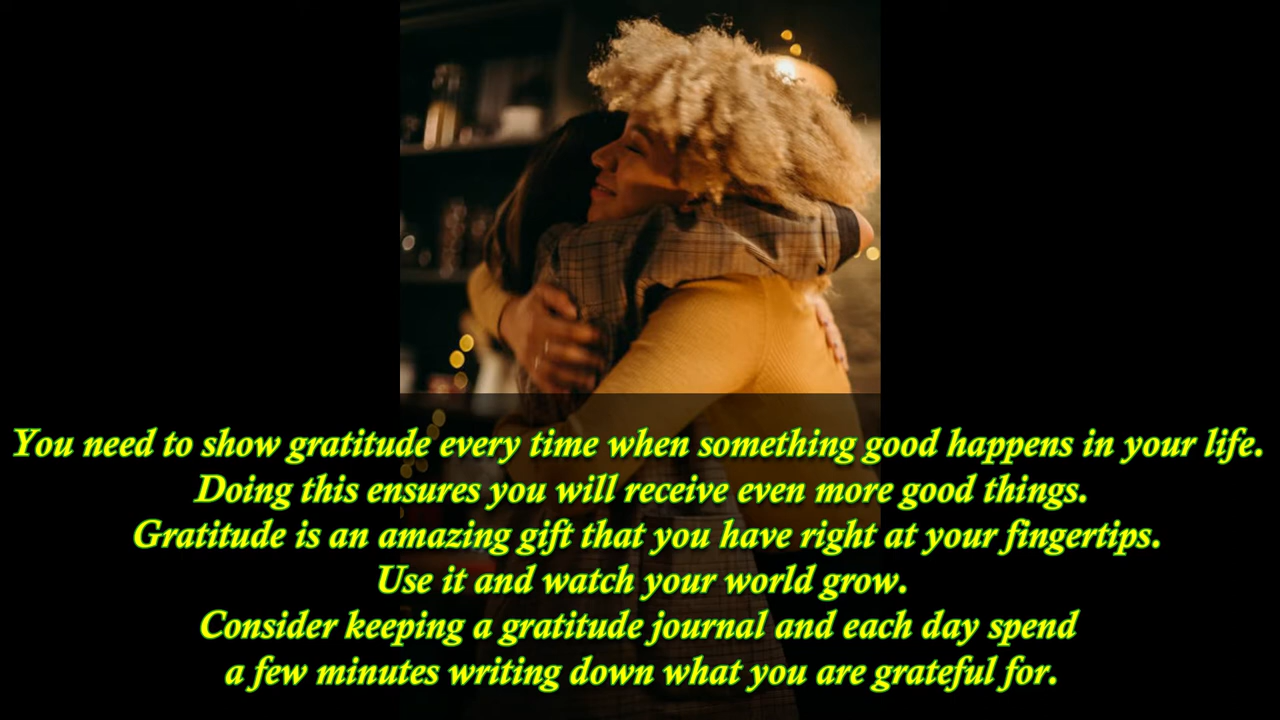 You need to show gratitude every time when something good happens in your life.
Doing this ensures you will receive even more good things.
Gratitude is an amazing gift that you have right at your fingertips.
Use it and watch your world grow.
Consider keeping a gratitude journal and each day spend
a few minutes writing down what you are grateful for.